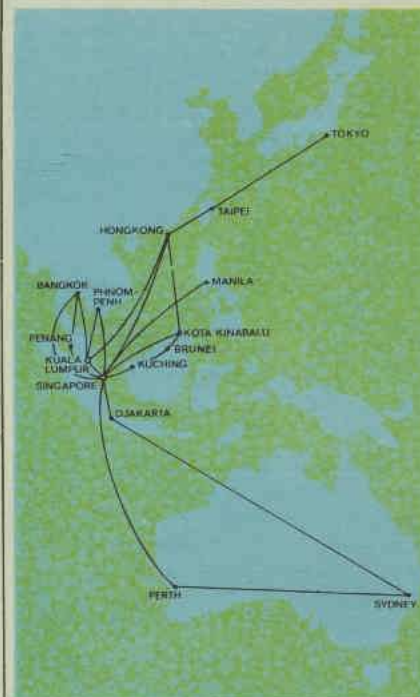 TOKYO
TAIPEI
HONGKONG
MANILA
BANGKOK
PHNOM-
PENH
PENANG
KOTA KINABALU
BRUNEI
KUALA
LUMPUR
KUCHING
SINGAPORE
DJAKARTA
PERTH
SYDNEY